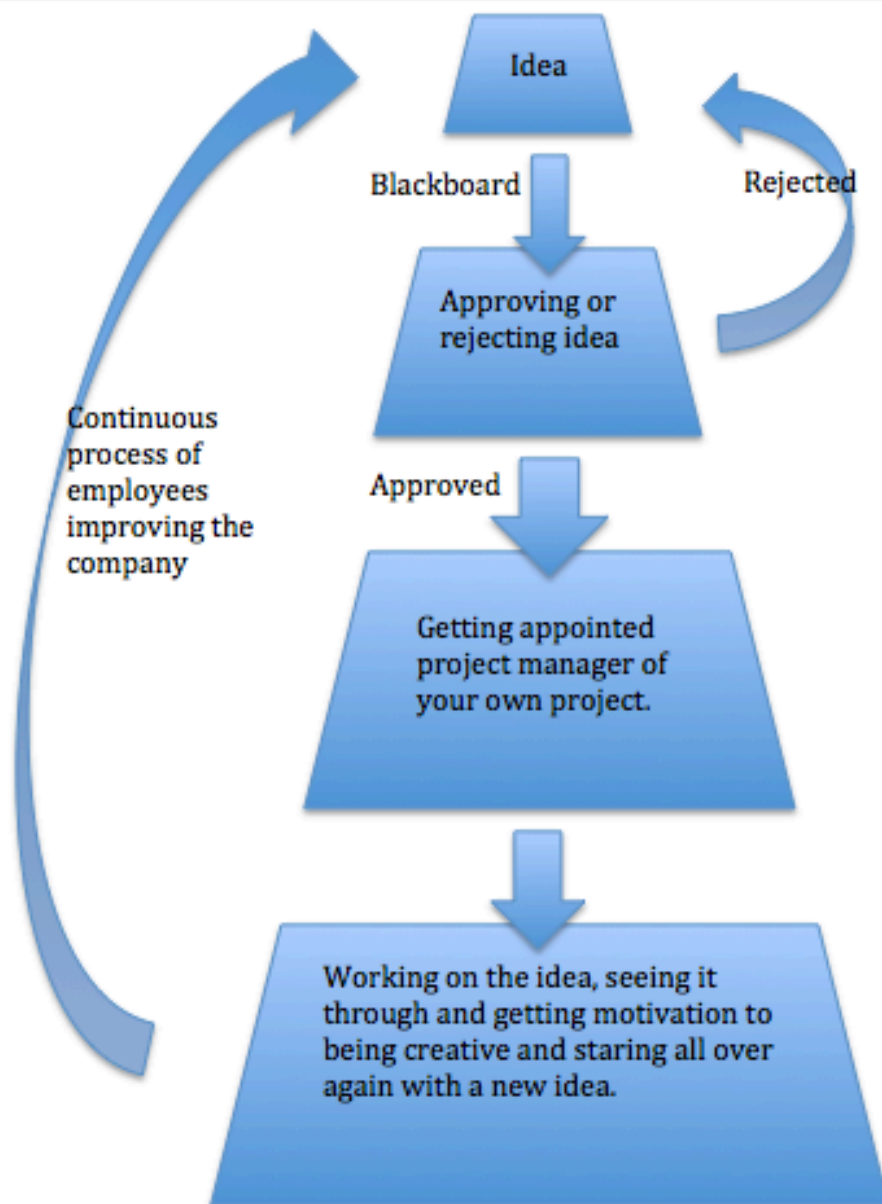 Idea
Blackboard
Rejected
Approving or
rejecting idea
Approved
Continuous
process of
employees
improving the
company
Getting appointed
project manager of
your own project.
Working on the idea, seeing it
through and getting motivation to
being creative and staring all over
again with a new idea.